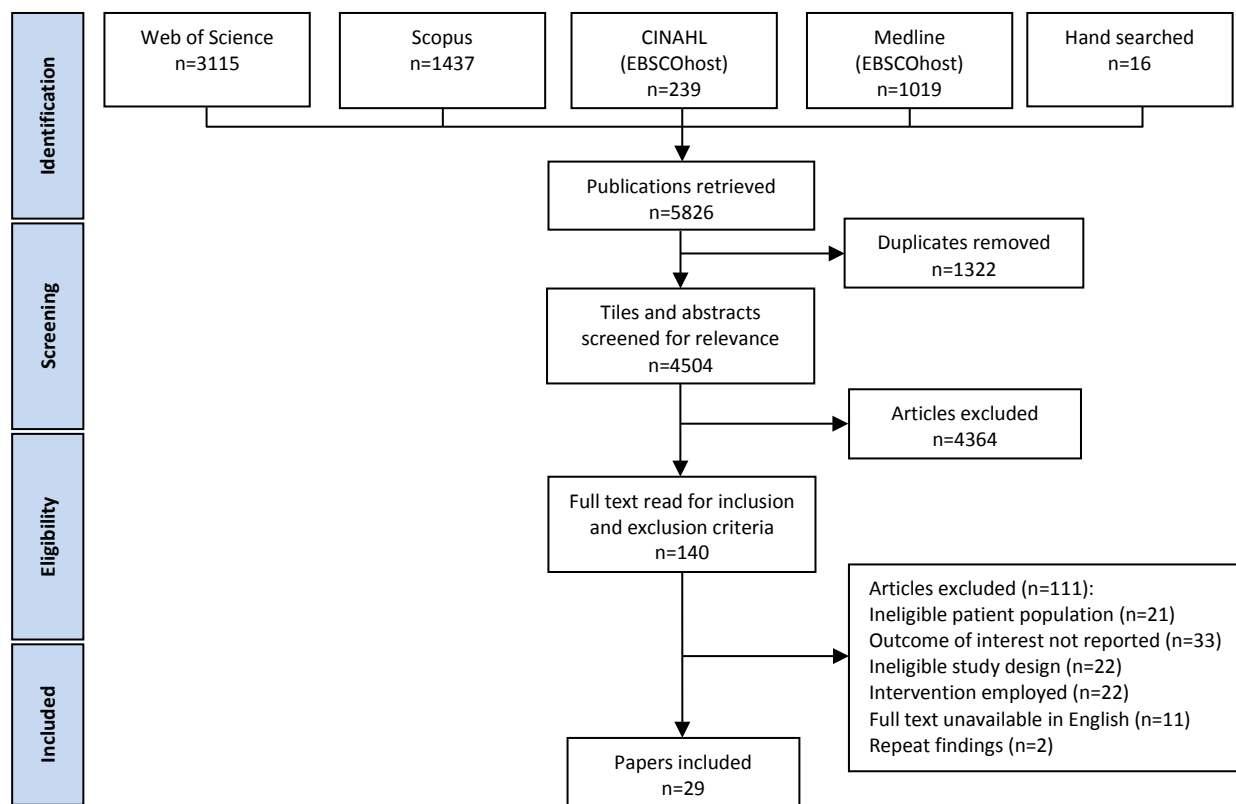 Identification
Web of Science
n=3115
Scopus
n=1437
CINAHL
(EBSCOhost)
n=239
Medline
(EBSCOhost)
n=1019
Hand searched
n=16
Publications retrieved
n=5826
Duplicates removed
n=1322
Screening
Tiles and abstracts
screened for relevance
n=4504
Articles excluded
n=4364
Eligibility
Full text read for inclusion
and exclusion criteria
n=140
Articles excluded (n=111):
Ineligible patient population (n=21)
Outcome of interest not reported (n=33)
Ineligible study design (n=22)
Intervention employed (n=22)
Full text unavailable in English (n=11)
Repeat findings (n=2)
Included
Papers included
n=29